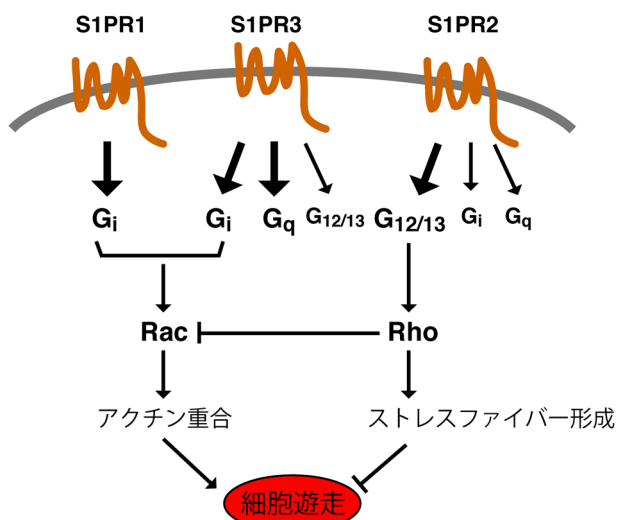 S1PR1 S1PR3 S1PR2
Gi Gi Gq G12/13 G12/13 Gi Gq
Rac Rho
アクチン重合 ストレスファイバー形成
細胞遊走